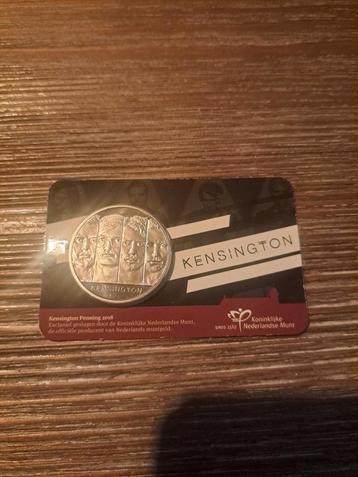 KENSINGTON
KENSINGTON
Kensington Penning 2018
Exclusief geslagen door de Koninklijke Nederlandse Munt,
de officiële producent van Nederlands muntgeld.
SINDS 1567
Koninklijke
Nederlandse Munt